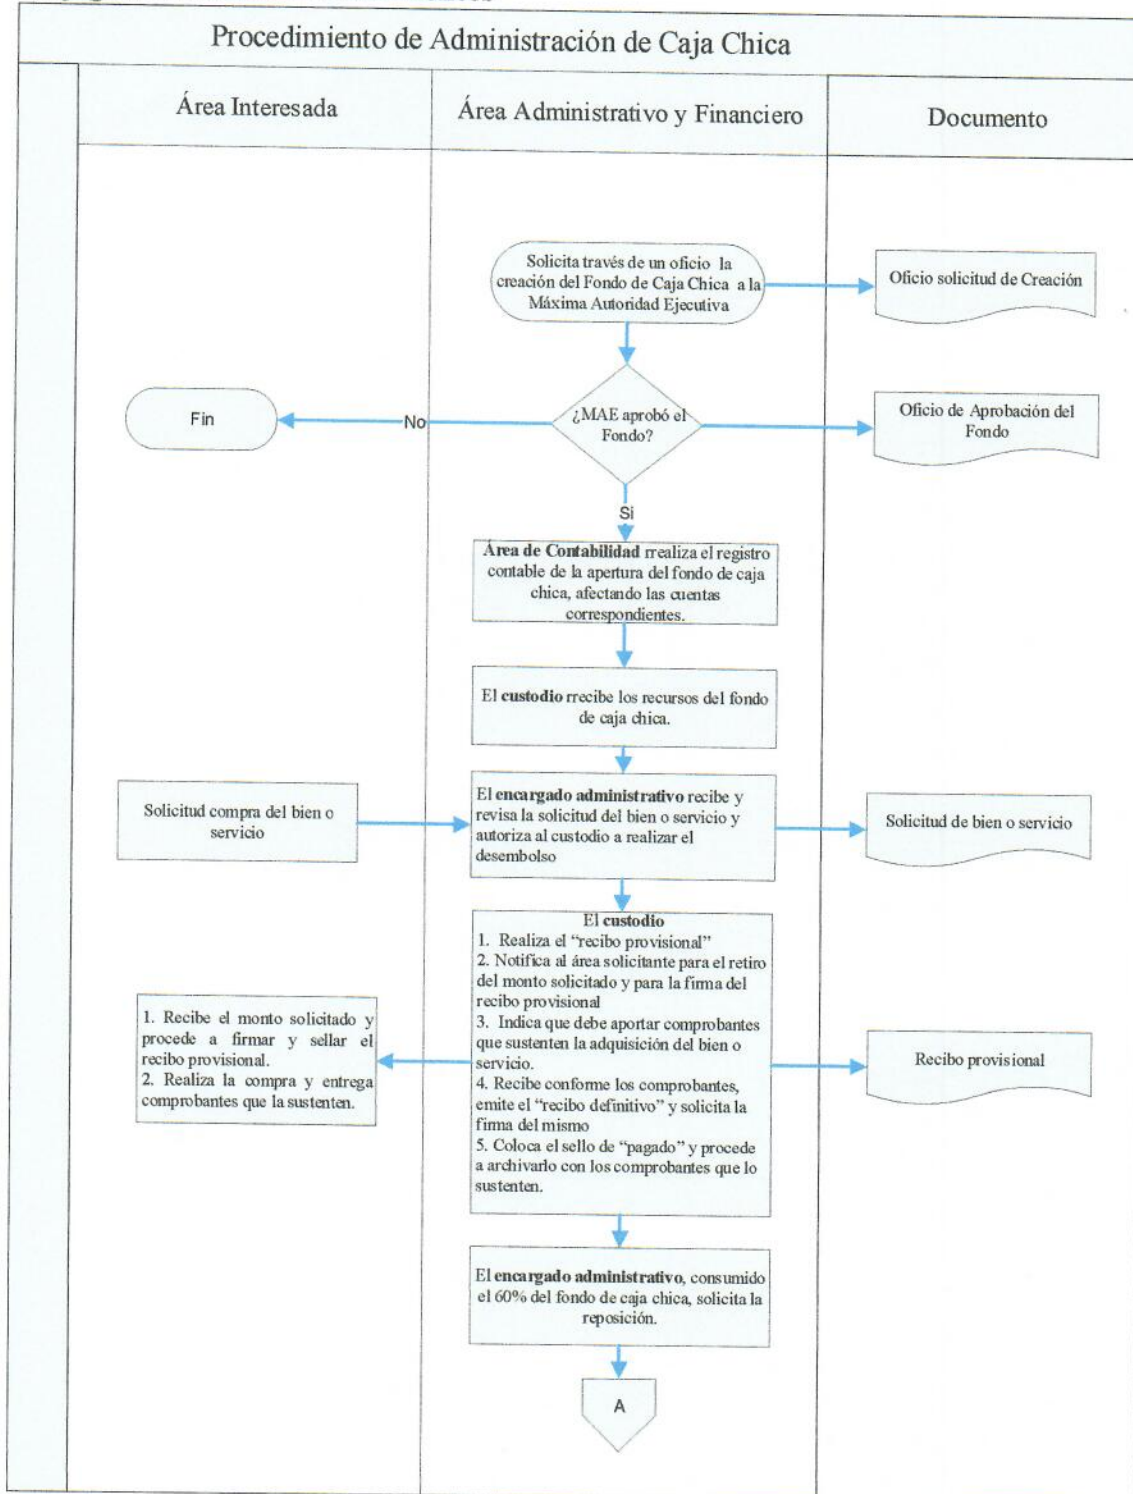 Procedimiento de Administración de Caja Chica
Área Interesada
Área Administrativo y Financiero
Documento
Solicita través de un oficio la
creación del Fondo de Caja Chica a la
Máxima Autoridad Ejecutiva
Oficio solicitud de Creación
Fin
No
¿MAE aprobó el
Fondo?
Oficio de Aprobación del
Fondo
Si
Área de Contabilidad rrealiza el registro
contable de la apertura del fondo de caja
chica, afectando las cuentas
correspondientes.
El custodio rrecibe los recursos del fondo
de caja chica.
Solicitud compra del bien o
servicio
El encargado administrativo recibe y
revisa la solicitud del bien o servicio y
autoriza al custodio a realizar el
desembolso
Solicitud de bien o servicio
El custodio
1. Realiza el “recibo provisional”
2. Notifica al área solicitante para el retiro
del monto solicitado y para la firma del
recibo provisional
3. Indica que debe aportar comprobantes
que sustenten la adquisición del bien o
servicio.
4. Recibe conforme los comprobantes,
emite el “recibo definitivo” y solicita la
firma del mismo
5. Coloca el sello de “pagado” y procede
a archivarlo con los comprobantes que lo
sustenten.
1. Recibe el monto solicitado y
procede a firmar y sellar el
recibo provisional.
2. Realiza la compra y entrega
comprobantes que la sustenten.
Recibo provisional
El encargado administrativo, consumido
el 60% del fondo de caja chica, solicita la
reposición.
A